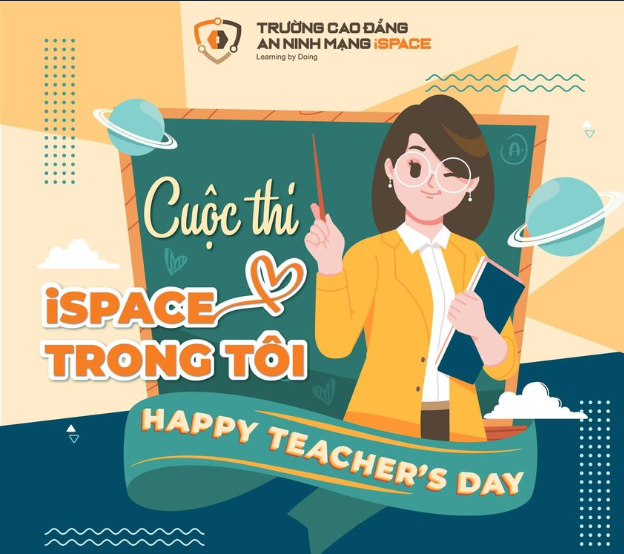 TRƯỜNG CAO ĐẲNG
AN NINH MẠNG iSPACE
Learning by Doing
A+
Cuộc thi
iSPACE
TRONG TÔI
HAPPY TEACHER'S DAY